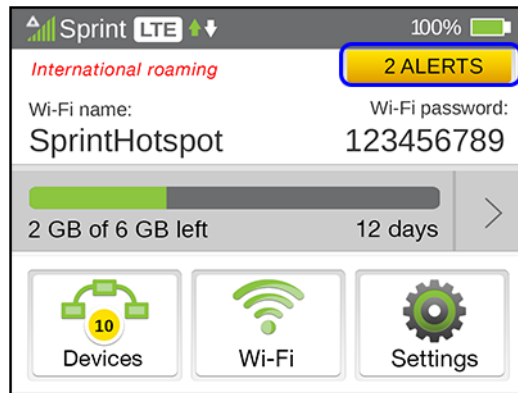 Sprint LTE 100%
International roaming 2 ALERTS
Wi-Fi name: Wi-Fi password:
SprintHotspot 123456789
2 GB of 6 GB left 12 days
10
Devices Wi-Fi Settings